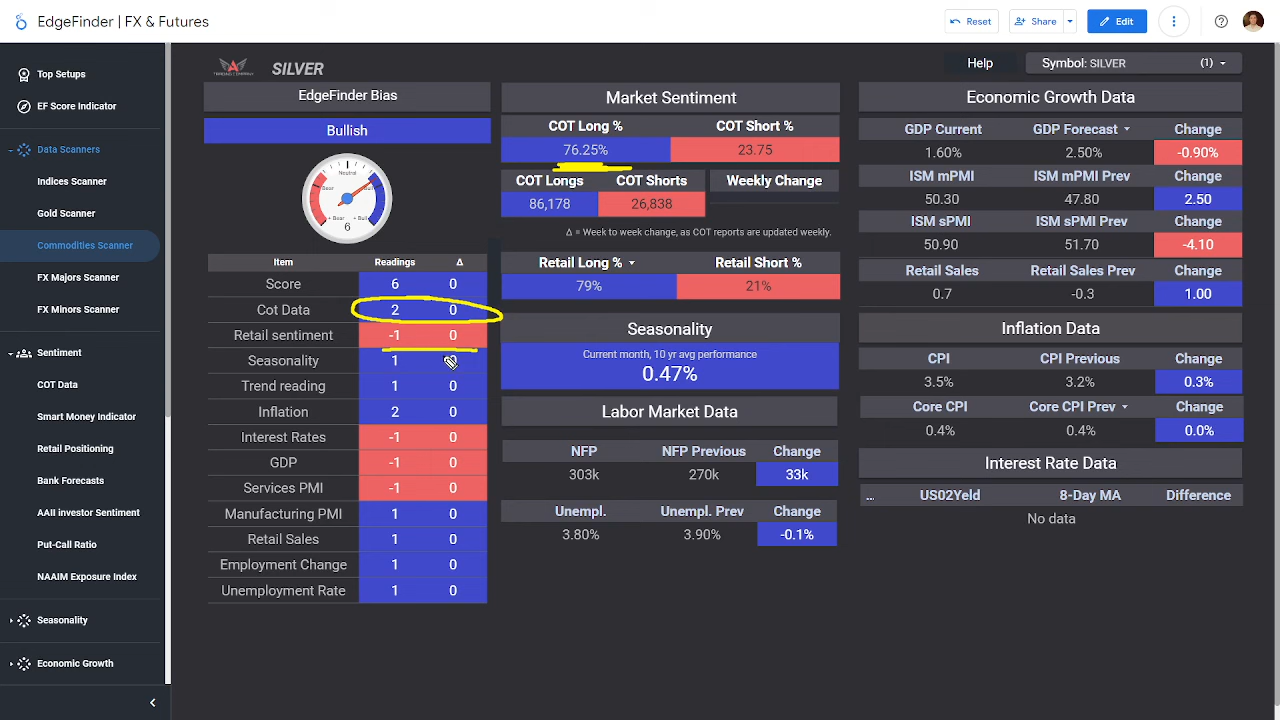 EdgeFinder | FX & Futures
Reset
Share
Edit
Top Setups
EF Score Indicator
Data Scanners
Indices Scanner
Gold Scanner
Commodities Scanner
FX Majors Scanner
FX Minors Scanner
Sentiment
COT Data
Smart Money Indicator
Retail Positioning
Bank Forecasts
AAII investor Sentiment
Put-Call Ratio
NAAIM Exposure Index
Seasonality
Economic Growth
SILVER
Help
Symbol: SILVER (1)
EdgeFinder Bias
Bullish
Neutral
Bear
Bull
+ Bear
+ Bull
6
Item Readings Δ
Score 6 0
Cot Data 2 0
Retail sentiment -1 0
Seasonality 1
Trend reading 1 0
Inflation 2 0
Interest Rates -1 0
GDP -1 0
Services PMI -1 0
Manufacturing PMI 1 0
Retail Sales 1 0
Employment Change 1 0
Unemployment Rate 1 0
Market Sentiment
COT Long % COT Short %
76.25% 23.75
COT Longs COT Shorts Weekly Change
86,178 26,838
Δ = Week to week change, as COT reports are updated weekly.
Retail Long % Retail Short %
79% 21%
Seasonality
Current month, 10 yr avg performance
0.47%
Labor Market Data
NFP NFP Previous Change
303k 270k 33k
Unempl. Unempl. Prev Change
3.80% 3.90% -0.1%
Economic Growth Data
GDP Current GDP Forecast Change
1.60% 2.50% -0.90%
ISM mPMI ISM mPMI Prev Change
50.30 47.80 2.50
ISM sPMI ISM sPMI Prev Change
50.90 51.70 -4.10
Retail Sales Retail Sales Prev Change
0.7 -0.3 1.00
Inflation Data
CPI CPI Previous Change
3.5% 3.2% 0.3%
Core CPI Core CPI Prev Change
0.4% 0.4% 0.0%
Interest Rate Data
... US02Yeld 8-Day MA Difference
No data